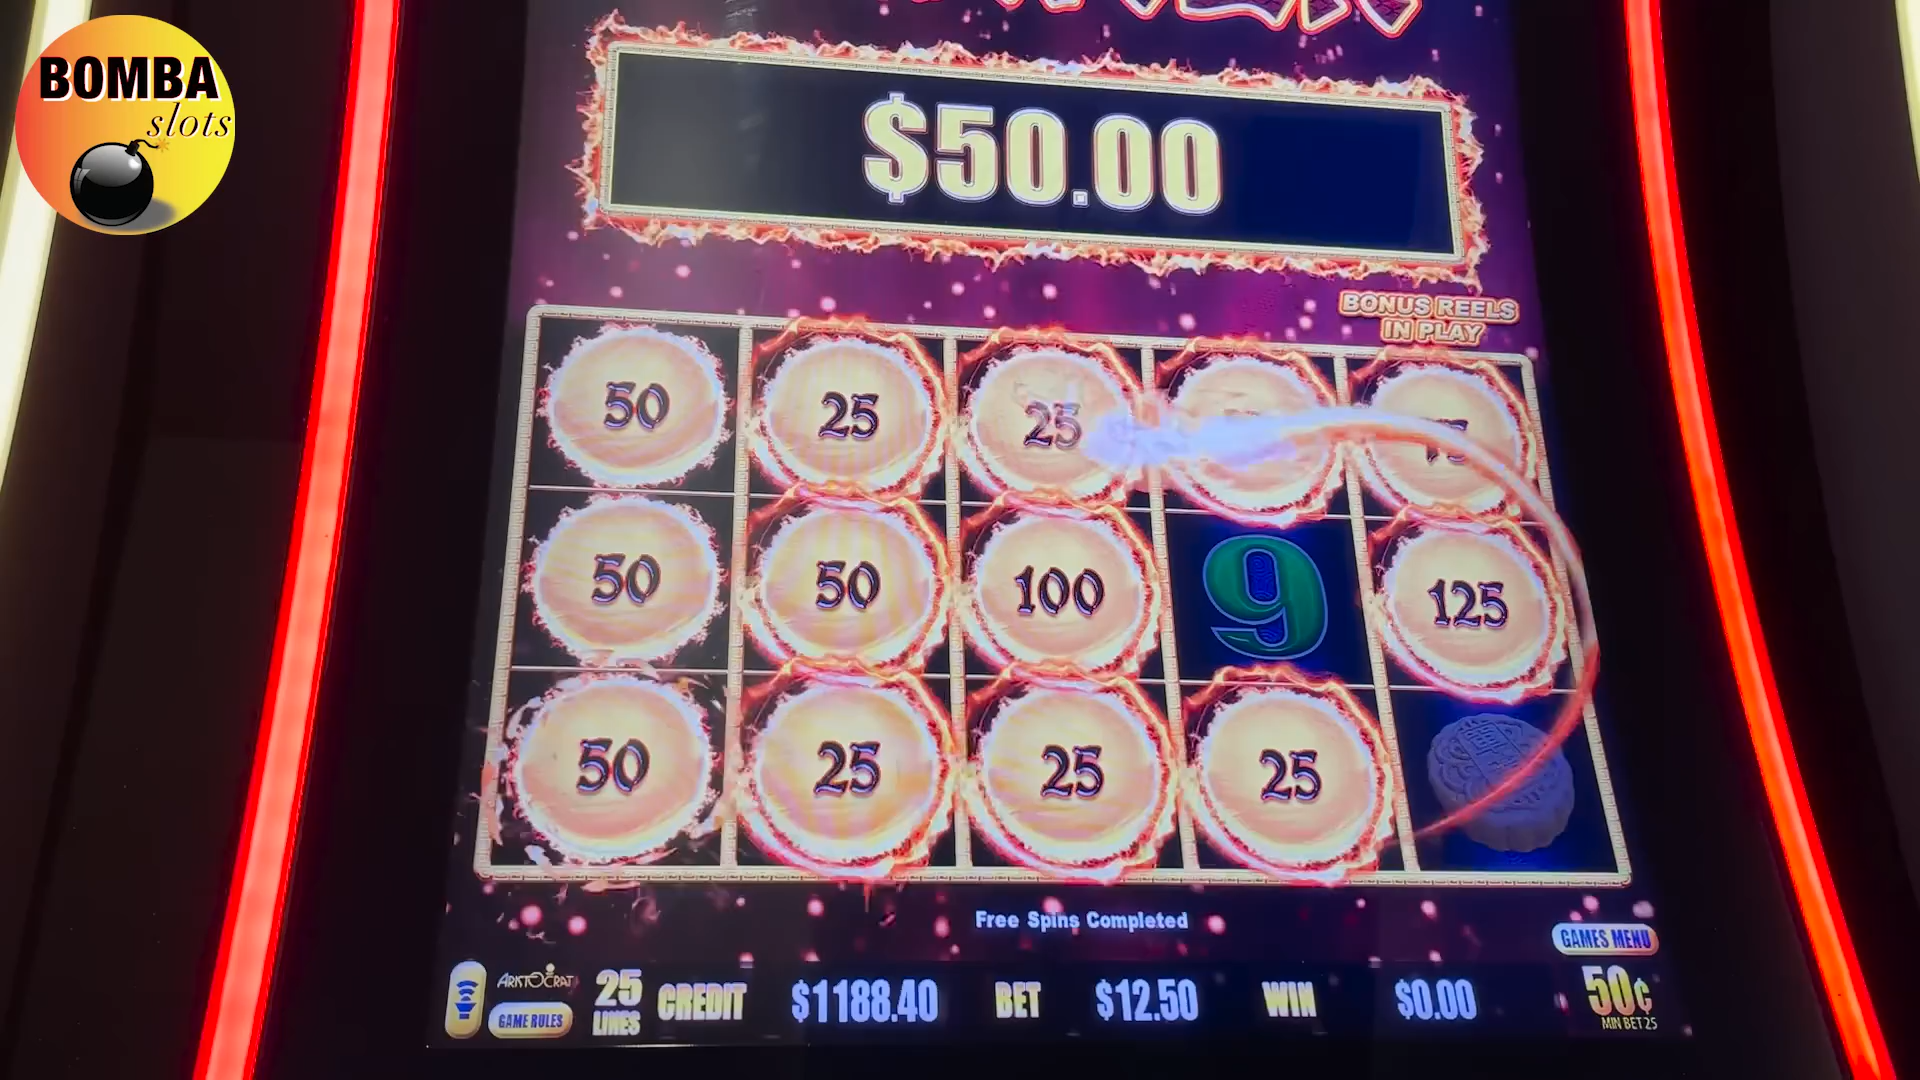 BOMBA
slots
$50.00
BONUS REELS
IN PLAY
50 25 25
50 50 100 9 125
50 25 25 25
Free Spins Completed
GAMES MENU
ARISTOCRAT
GAME RULES
25
LINES
CREDIT $1188.40 BET $12.50 WIN $0.00
50¢
MIN BET 25